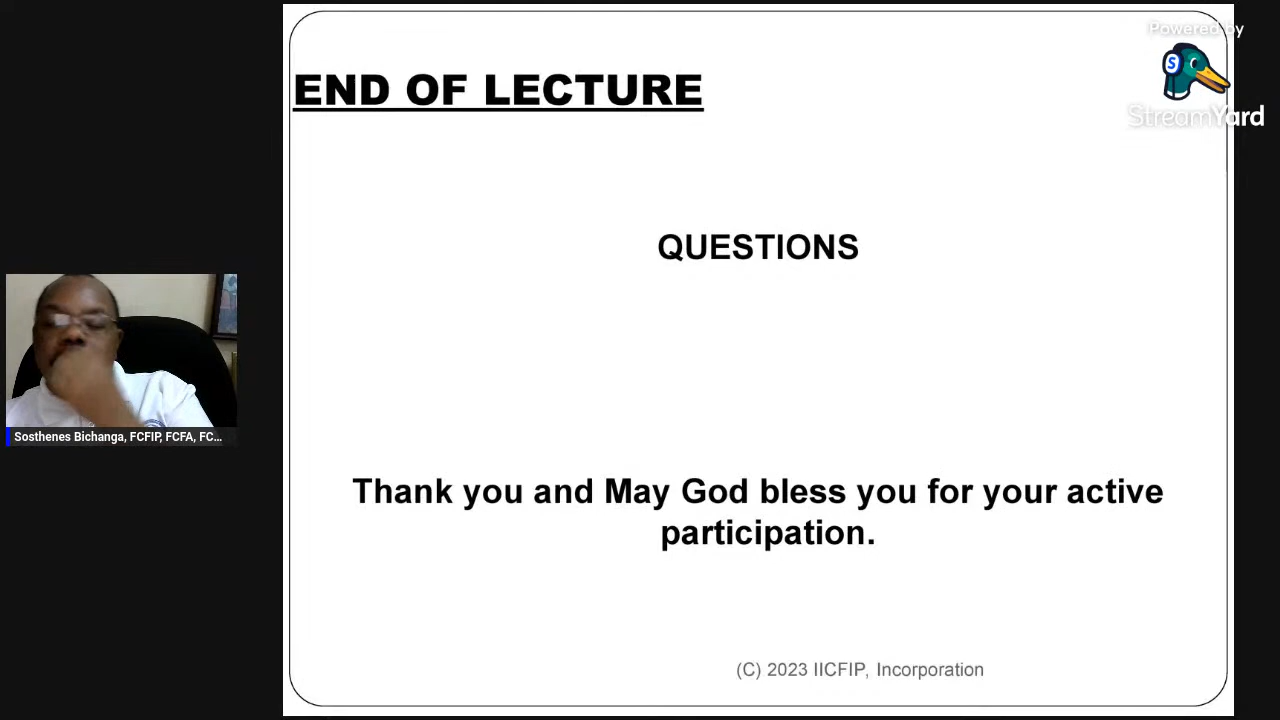 Powered by
S
StreamYard
END OF LECTURE
QUESTIONS
Sosthenes Bichanga, FCFIP, FCFA, FC...
Thank you and May God bless you for your active
participation.
(C) 2023 IICFIP, Incorporation